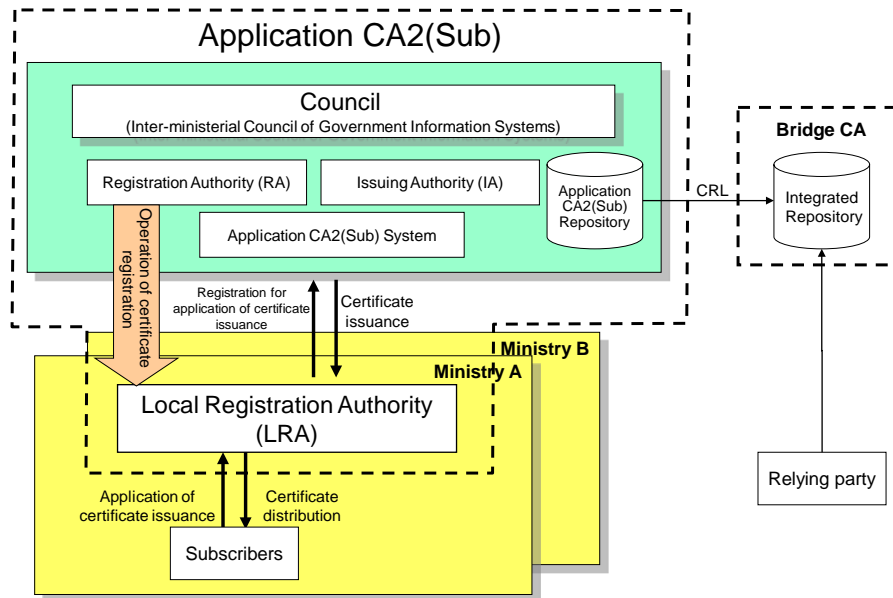 Application CA2(Sub)
Council
(Inter-ministerial Council of Government Information Systems)
Bridge CA
Registration Authority (RA)
Issuing Authority (IA)
Application
CA2(Sub)
Repository
CRL
Integrated
Repository
Application CA2(Sub) System
Operation of certificate
registration
Registration for
application of certificate
issuance
Certificate
issuance
Ministry B
Ministry A
Local Registration Authority
(LRA)
Relying party
Application of
certificate issuance
Certificate
distribution
Subscribers